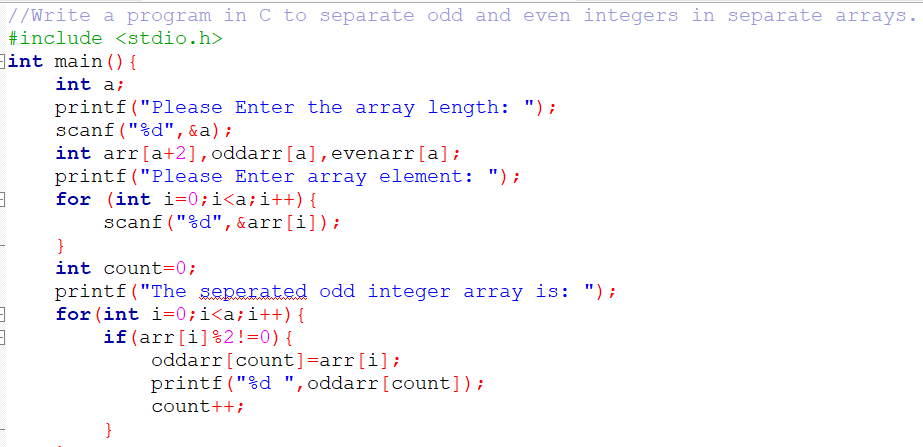 //Write a program in C to separate odd and even integers in separate arrays.
#include <stdio.h>
int main(){
    int a;
    printf("Please Enter the array length: ");
    scanf("%d",&a);
    int arr[a+2],oddarr[a],evenarr[a];
    printf("Please Enter array element: ");
    for (int i=0;i<a;i++){
        scanf("%d",&arr[i]);
    }
    int count=0;
    printf("The seperated odd integer array is: ");
    for(int i=0;i<a;i++){
        if(arr[i]%2!=0){
            oddarr[count]=arr[i];
            printf("%d ",oddarr[count]);
            count++;
        }